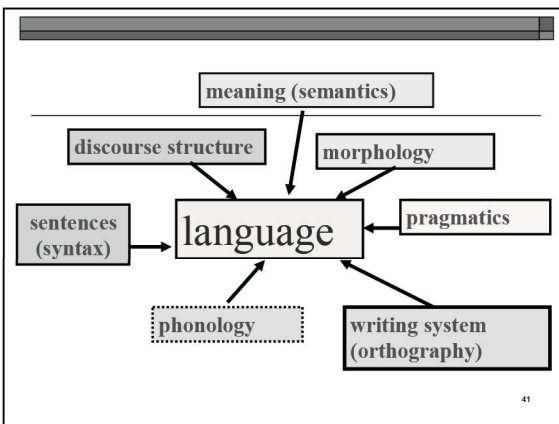 meaning (semantics)
discourse structure
morphology
sentences
(syntax)
language
pragmatics
phonology
writing system
(orthography)
41